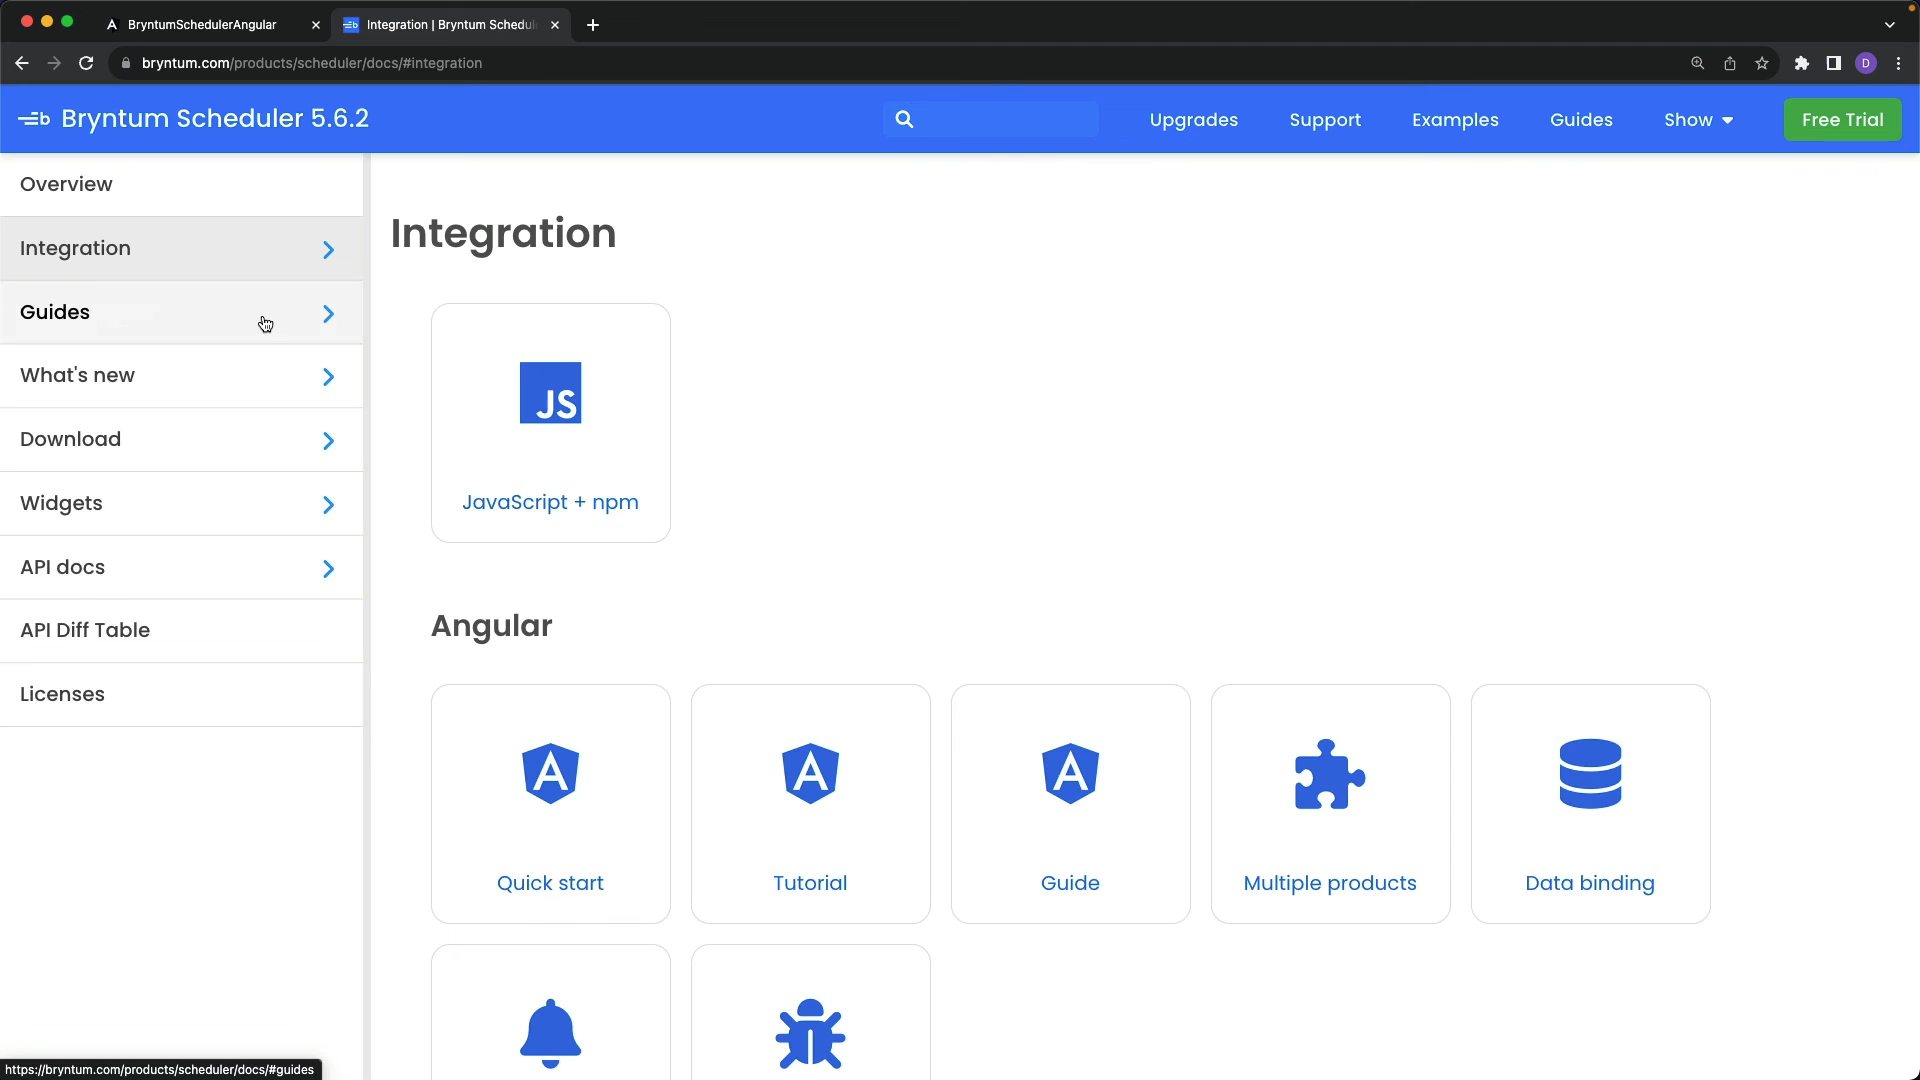 BryntumSchedulerAngular
Integration | Bryntum Schedul
bryntum.com/products/scheduler/docs/#integration
D
b Bryntum Scheduler 5.6.2
Upgrades
Support
Examples
Guides
Show
Free Trial
Overview
Integration
Guides
What's new
Download
Widgets
API docs
API Diff Table
Licenses
Integration
JS
JavaScript + npm
Angular
Quick start
Tutorial
Guide
Multiple products
Data binding
https://bryntum.com/products/scheduler/docs/#guides